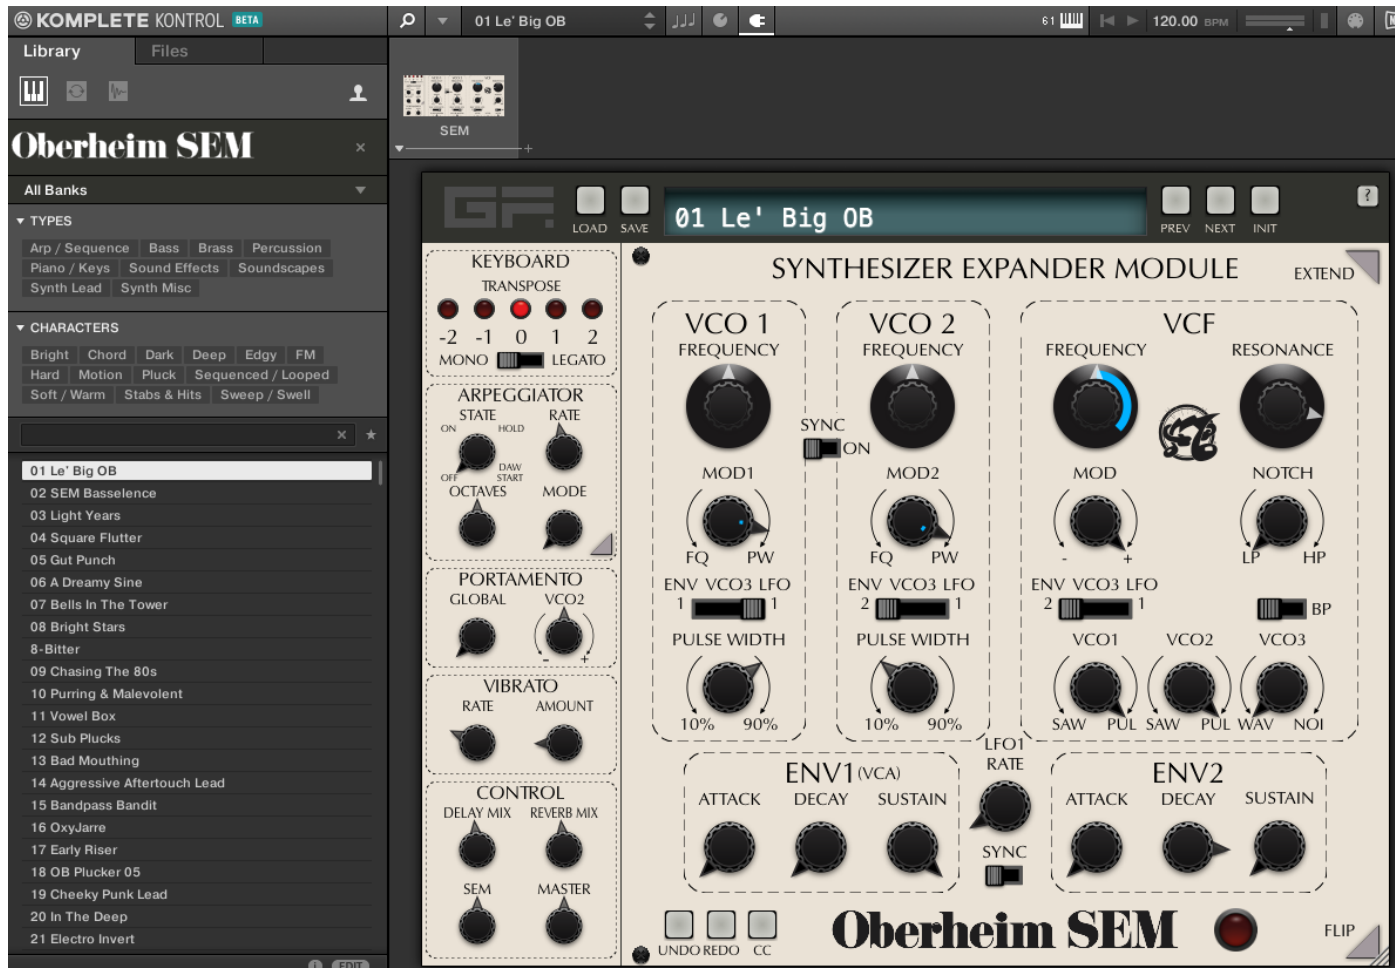 KOMPLETE KONTROL BETA
01 Le' Big OB
61
120.00 BPM
Library Files
SEM
Oberheim SEM
All Banks
TYPES
Arp / Sequence Bass Brass Percussion
Piano / Keys Sound Effects Soundscapes
Synth Lead Synth Misc
CHARACTERS
Bright Chord Dark Deep Edgy FM
Hard Motion Pluck Sequenced / Looped
Soft / Warm Stabs & Hits Sweep / Swell
01 Le' Big OB
02 SEM Basselence
03 Light Years
04 Square Flutter
05 Gut Punch
06 A Dreamy Sine
07 Bells In The Tower
08 Bright Stars
8-Bitter
09 Chasing The 80s
10 Purring & Malevolent
11 Vowel Box
12 Sub Plucks
13 Bad Mouthing
14 Aggressive Aftertouch Lead
15 Bandpass Bandit
16 OxyJarre
17 Early Riser
18 OB Plucker 05
19 Cheeky Punk Lead
20 In The Deep
21 Electro Invert
EDIT
GF
LOAD SAVE
01 Le' Big OB
PREV NEXT INIT
?
KEYBOARD
TRANSPOSE
-2 -1 0 1 2
MONO LEGATO
ARPEGGIATOR
STATE RATE
ON HOLD
OFF DAW START
OCTAVES MODE
PORTAMENTO
GLOBAL VCO2
- +
VIBRATO
RATE AMOUNT
CONTROL
DELAY MIX REVERB MIX
SEM MASTER
SYNTHESIZER EXPANDER MODULE
EXTEND
VCO 1
FREQUENCY
MOD1
FQ PW
ENV VCO3 LFO
1 1
PULSE WIDTH
10% 90%
SYNC
ON
VCO 2
FREQUENCY
MOD2
FQ PW
ENV VCO3 LFO
2 1
PULSE WIDTH
10% 90%
VCF
FREQUENCY RESONANCE
MOD NOTCH
- + LP HP
ENV VCO3 LFO
2 1 BP
VCO1 VCO2 VCO3
SAW PUL SAW PUL WAV NOI
ENV1 (VCA)
ATTACK DECAY SUSTAIN
LFO1
RATE
SYNC
ENV2
ATTACK DECAY SUSTAIN
UNDO REDO CC
Oberheim SEM
FLIP